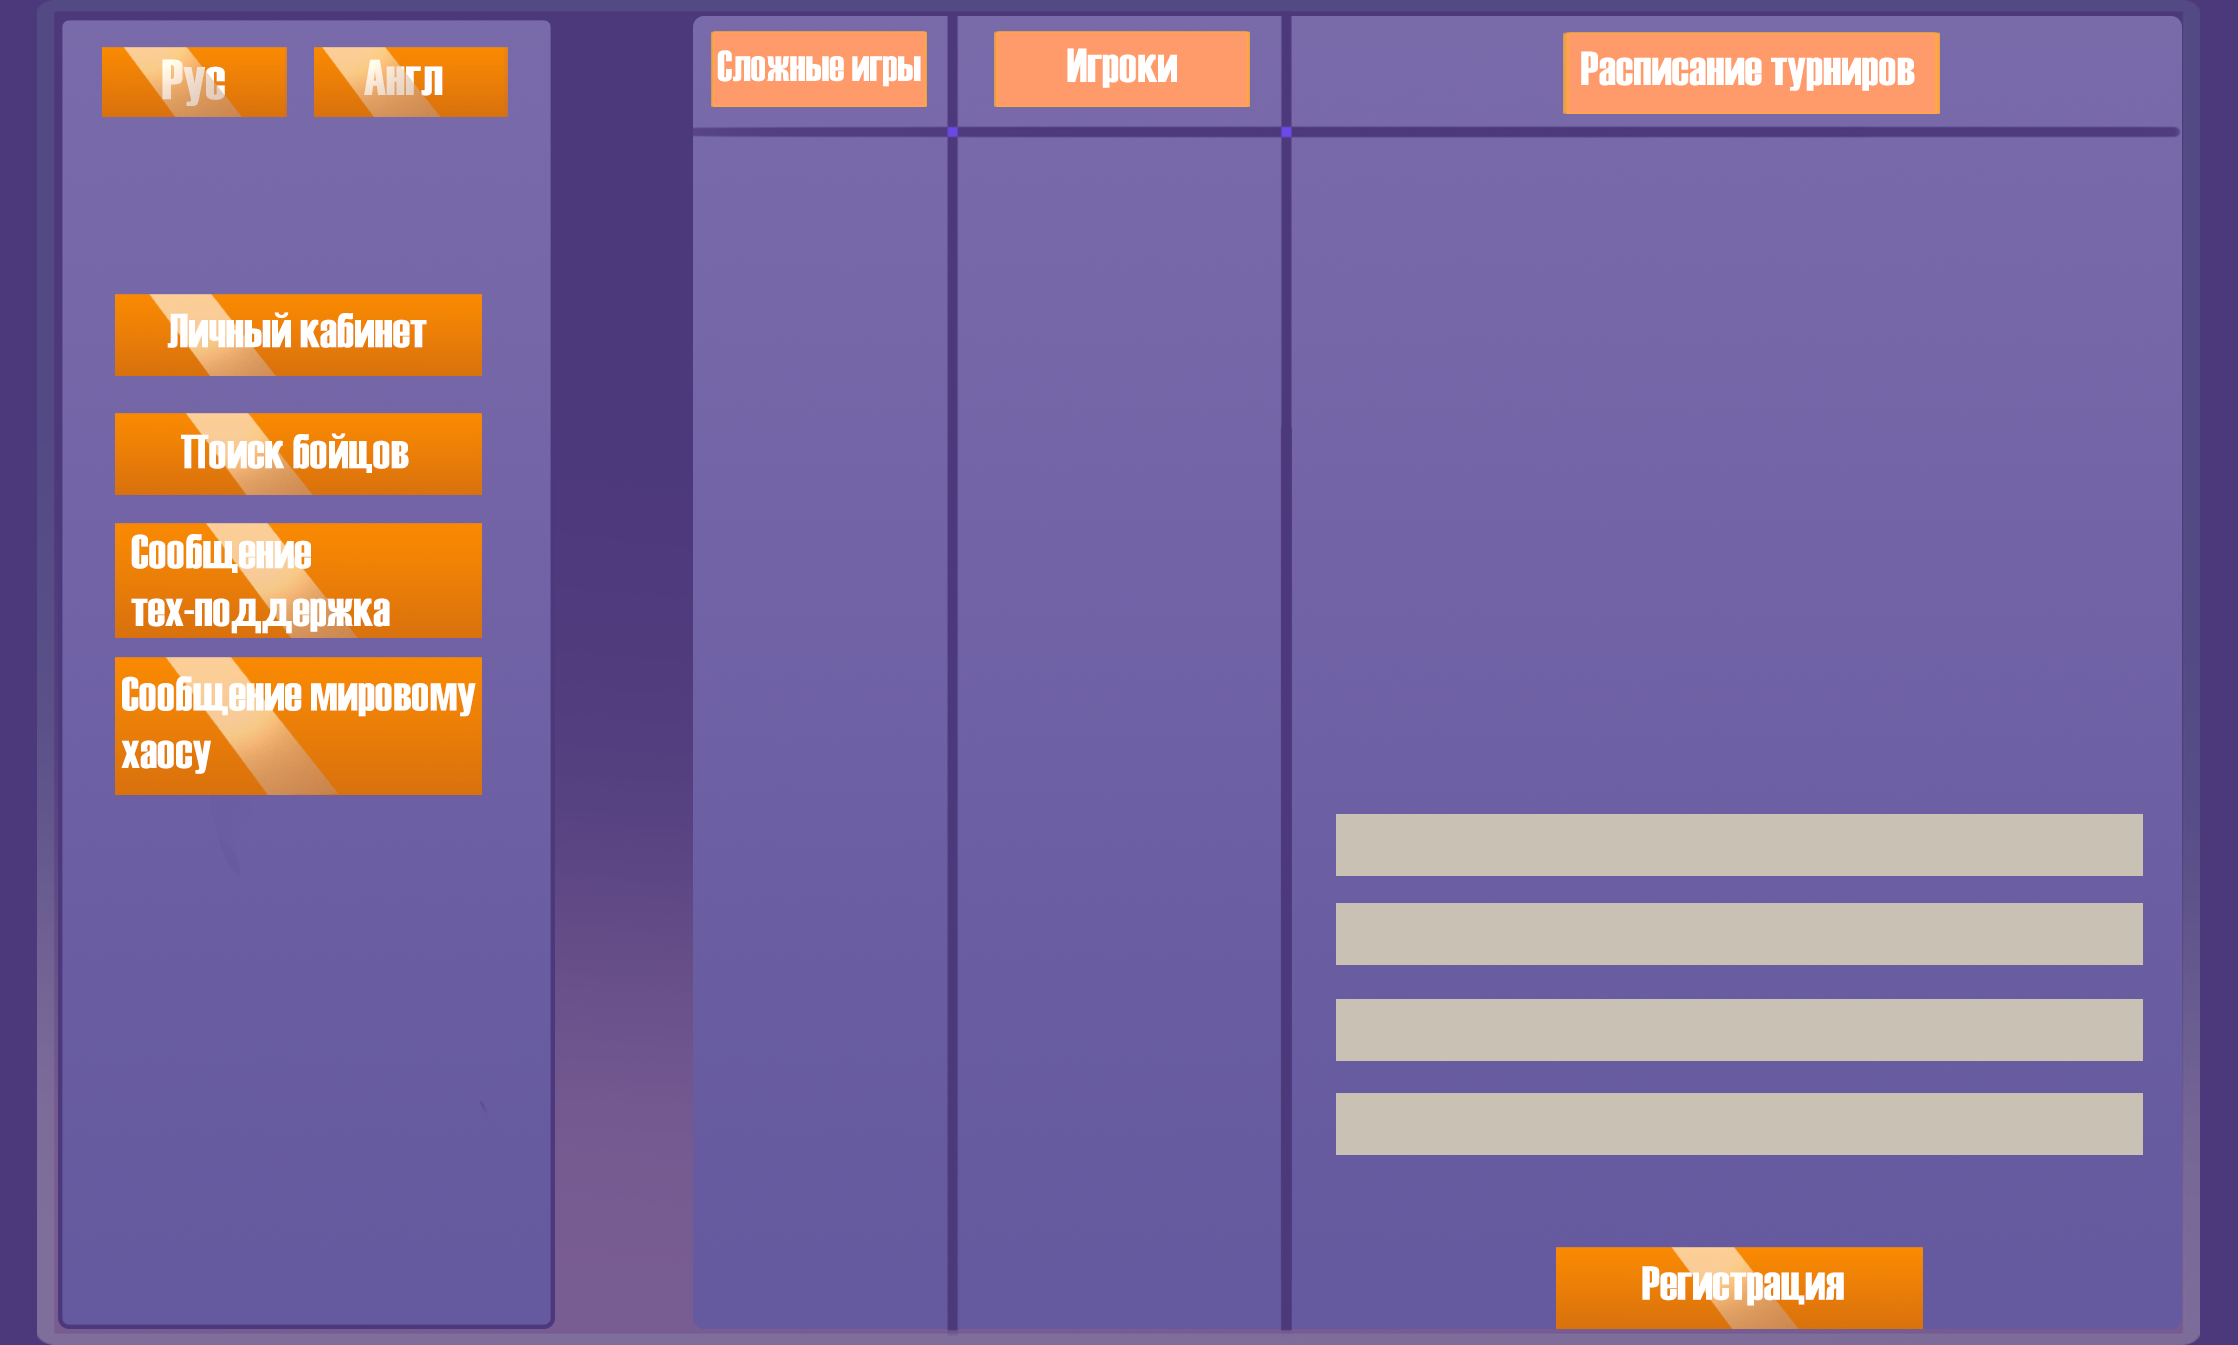 Рус
Англ
Личный кабинет
Поиск бойцов
Сообщение
тех-поддержка
Сообщение мировому
хаосу
Сложные игры
Игроки
Расписание турниров
Регистрация